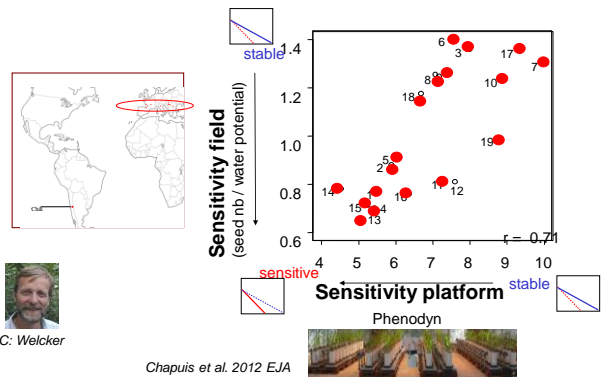 stable
1.4
1.2
1.0
0.8
0.6
Sensitivity field
(seed nb / water potential)
6
3
17
7
8
10
18
19
5
2
14
12
15
4
13
r = 0.71
4 5 6 7 8 9 10
sensitive
Sensitivity platform
stable
Phenodyn
Chili
C: Welcker
Chapuis et al. 2012 EJA